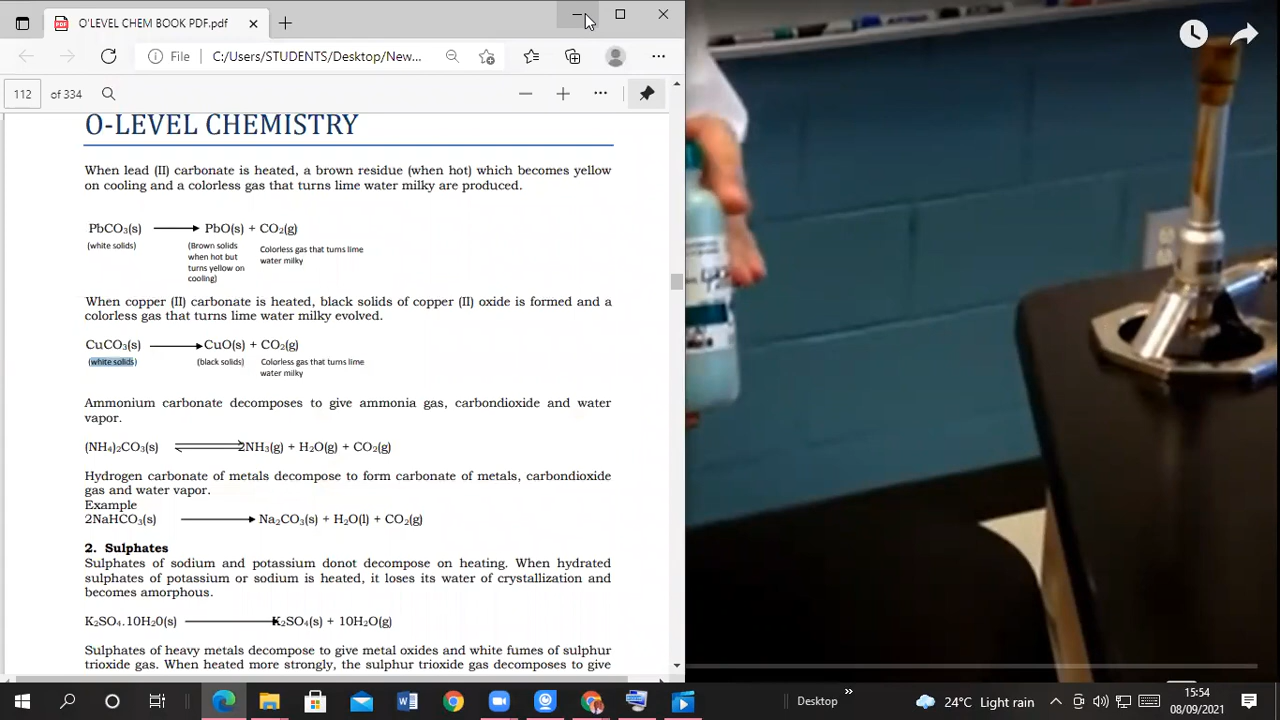 O'LEVEL CHEM BOOK PDF.pdf
File
C:/Users/STUDENTS/Desktop/New...
112 of 334
O-LEVEL CHEMISTRY
When lead (II) carbonate is heated, a brown residue (when hot) which becomes yellow
on cooling and a colorless gas that turns lime water milky are produced.
PbCO₃(s) ⟶ PbO(s) + CO₂(g)
(white solids)
(Brown solids
when hot but
turns yellow on
cooling)
Colorless gas that turns lime
water milky
When copper (II) carbonate is heated, black solids of copper (II) oxide is formed and a
colorless gas that turns lime water milky evolved.
CuCO₃(s) ⟶ CuO(s) + CO₂(g)
(white solids)
(black solids)
Colorless gas that turns lime
water milky
Ammonium carbonate decomposes to give ammonia gas, carbondioxide and water
vapor.
(NH₄)₂CO₃(s) ⇌ 2NH₃(g) + H₂O(g) + CO₂(g)
Hydrogen carbonate of metals decompose to form carbonate of metals, carbondioxide
gas and water vapor.
Example
2NaHCO₃(s) ⟶ Na₂CO₃(s) + H₂O(l) + CO₂(g)
2. Sulphates
Sulphates of sodium and potassium donot decompose on heating. When hydrated
sulphates of potassium or sodium is heated, it loses its water of crystallization and
becomes amorphous.
K₂SO₄.10H₂0(s) ⟶ K₂SO₄(s) + 10H₂O(g)
Sulphates of heavy metals decompose to give metal oxides and white fumes of sulphur
trioxide gas. When heated more strongly, the sulphur trioxide gas decomposes to give
Desktop
24°C Light rain
15:54
08/09/2021